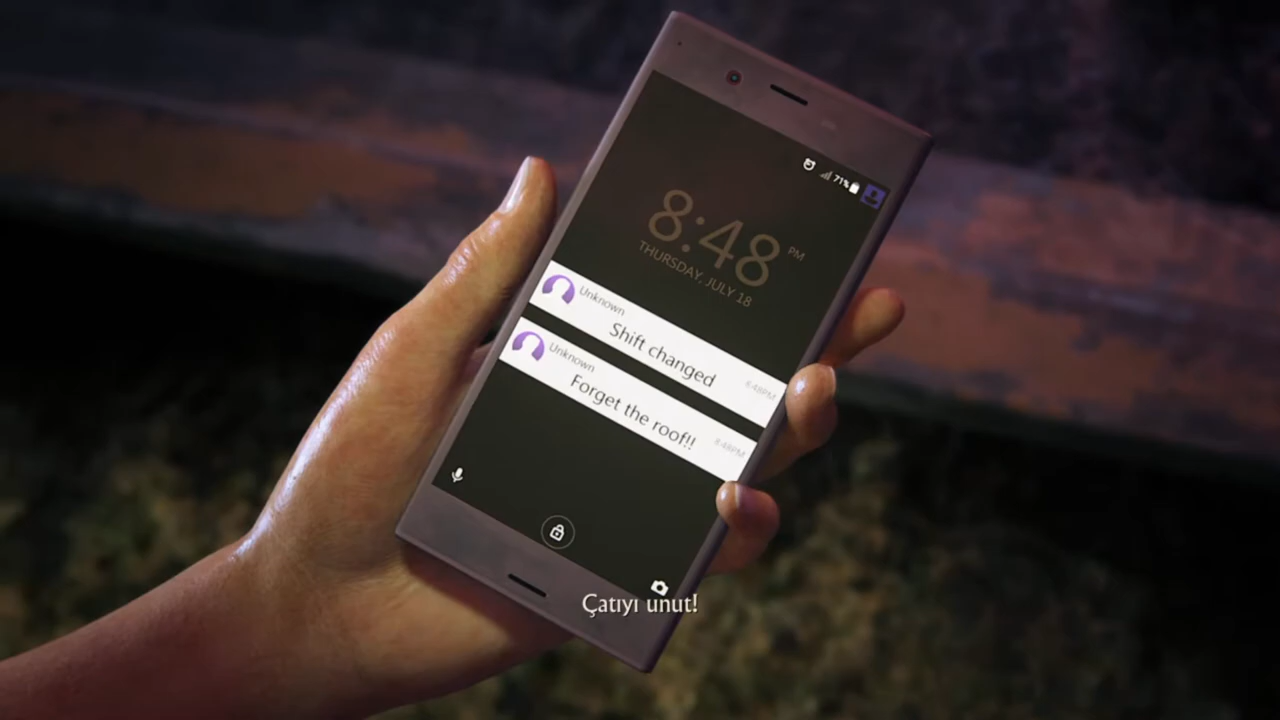 71%
8:48 PM
THURSDAY, JULY 18
Unknown
Shift changed
8:48PM
Unknown
Forget the roof!!
8:48PM
Çatıyı unut!